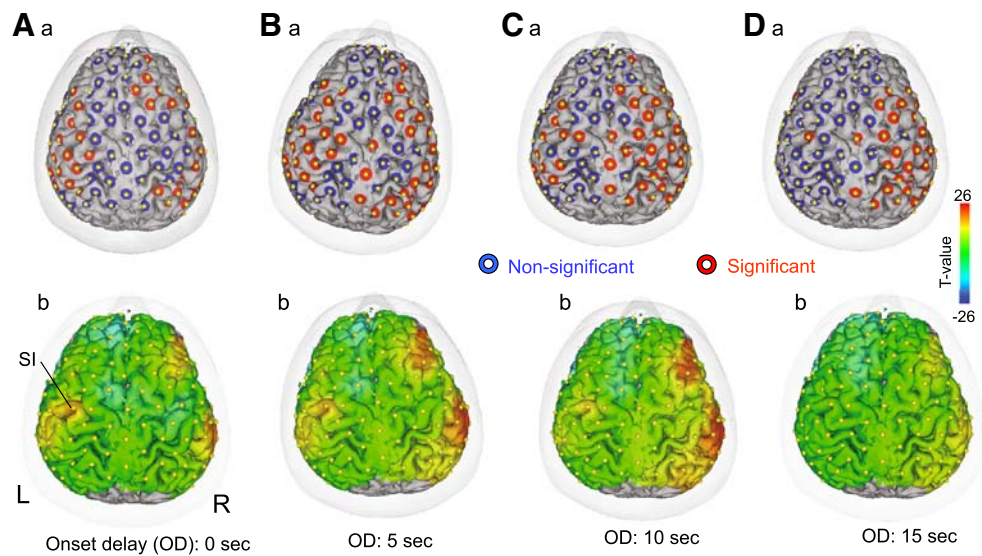 A a
B a
C a
D a
26
T-value
-26
Non-significant
Significant
b
b
b
b
SI
L
R
Onset delay (OD): 0 sec
OD: 5 sec
OD: 10 sec
OD: 15 sec